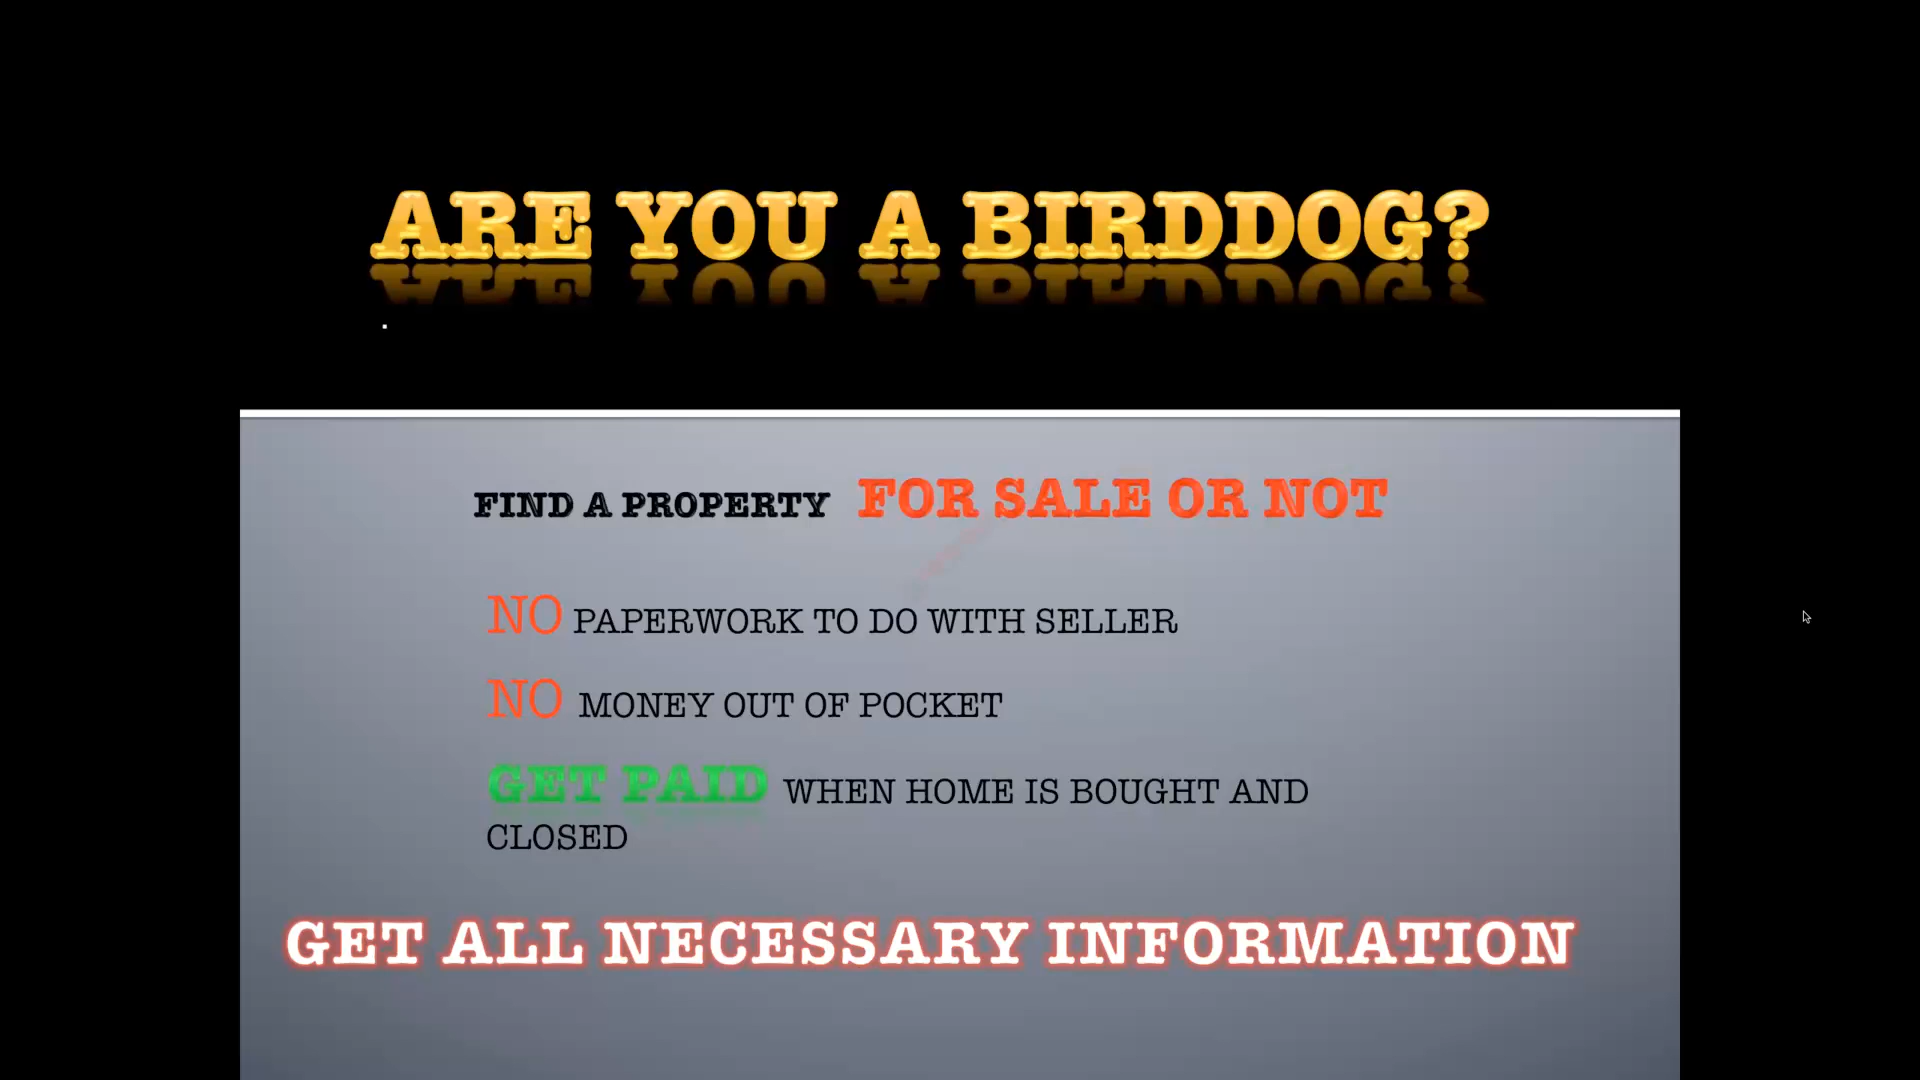 ARE YOU A BIRDDOG?
FIND A PROPERTY FOR SALE OR NOT
NO PAPERWORK TO DO WITH SELLER
NO MONEY OUT OF POCKET
GET PAID WHEN HOME IS BOUGHT AND
CLOSED
GET ALL NECESSARY INFORMATION